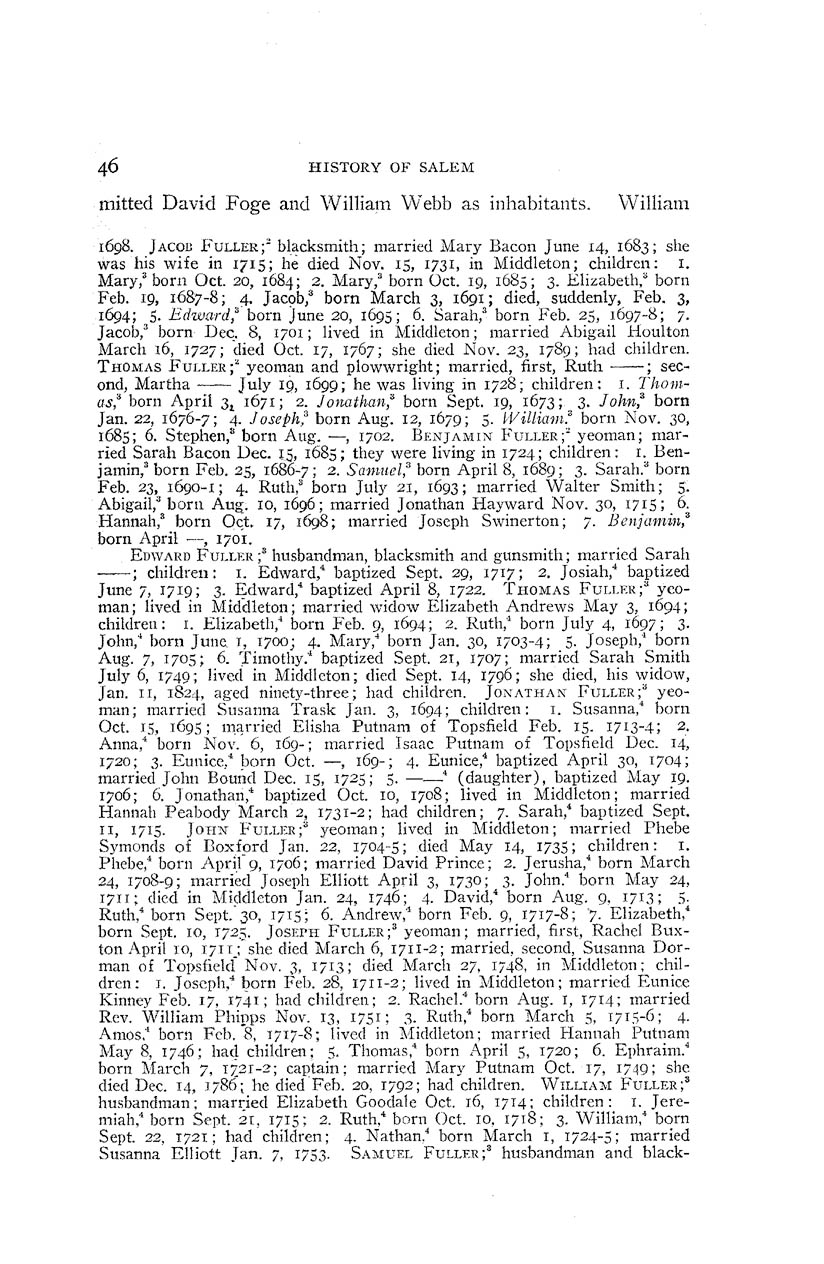 46 HISTORY OF SALEM
mitted David Foge and William Webb as inhabitants. William
1698. JACOB FULLER;² blacksmith; married Mary Bacon June 14, 1683; she
was his wife in 1715; he died Nov. 15, 1731, in Middleton; children: 1.
Mary,³ born Oct. 20, 1684; 2. Mary,³ born Oct. 19, 1685; 3. Elizabeth,³ born
Feb. 19, 1687-8; 4. Jacob,³ born March 3, 1691; died, suddenly, Feb. 3,
1694; 5. Edward,³ born June 20, 1695; 6. Sarah,³ born Feb. 25, 1697-8; 7.
Jacob,³ born Dec. 8, 1701; lived in Middleton; married Abigail Houlton
March 16, 1727; died Oct. 17, 1767; she died Nov. 23, 1789; had children.
THOMAS FULLER;² yeoman and plowwright; married, first, Ruth ——; sec-
ond, Martha —— July 19, 1699; he was living in 1728; children: 1. Thom-
as,³ born April 3, 1671; 2. Jonathan,³ born Sept. 19, 1673; 3. John,³ born
Jan. 22, 1676-7; 4. Joseph,³ born Aug. 12, 1679; 5. William.³ born Nov. 30,
1685; 6. Stephen,³ born Aug. —, 1702. BENJAMIN FULLER;² yeoman; mar-
ried Sarah Bacon Dec. 15, 1685; they were living in 1724; children: 1. Ben-
jamin,³ born Feb. 25, 1686-7; 2. Samuel,³ born April 8, 1689; 3. Sarah.³ born
Feb. 23, 1690-1; 4. Ruth,³ born July 21, 1693; married Walter Smith; 5.
Abigail,³ born Aug. 10, 1696; married Jonathan Hayward Nov. 30, 1715; 6.
Hannah,³ born Oct. 17, 1698; married Joseph Swinerton; 7. Benjamin,³
born April —, 1701.
EDWARD FULLER;³ husbandman, blacksmith and gunsmith; married Sarah
——; children: 1. Edward,⁴ baptized Sept. 29, 1717; 2. Josiah,⁴ baptized
June 7, 1719; 3. Edward,⁴ baptized April 8, 1722. THOMAS FULLER;³ yeo-
man; lived in Middleton; married widow Elizabeth Andrews May 3, 1694;
children: 1. Elizabeth,⁴ born Feb. 9, 1694; 2. Ruth,⁴ born July 4, 1697; 3.
John,⁴ born June 1, 1700; 4. Mary,⁴ born Jan. 30, 1703-4; 5. Joseph,⁴ born
Aug. 7, 1705; 6. Timothy.⁴ baptized Sept. 21, 1707; married Sarah Smith
July 6, 1749; lived in Middleton; died Sept. 14, 1796; she died, his widow,
Jan. 11, 1824, aged ninety-three; had children. JONATHAN FULLER;³ yeo-
man; married Susanna Trask Jan. 3, 1694; children: 1. Susanna,⁴ born
Oct. 15, 1695; married Elisha Putnam of Topsfield Feb. 15. 1713-4; 2.
Anna,⁴ born Nov. 6, 169-; married Isaac Putnam of Topsfield Dec. 14,
1720; 3. Eunice,⁴ born Oct. —, 169-; 4. Eunice,⁴ baptized April 30, 1704;
married John Bound Dec. 15, 1725; 5. ——⁴ (daughter), baptized May 19.
1706; 6. Jonathan,⁴ baptized Oct. 10, 1708; lived in Middleton; married
Hannah Peabody March 2, 1731-2; had children; 7. Sarah,⁴ baptized Sept.
11, 1715. JOHN FULLER;³ yeoman; lived in Middleton; married Phebe
Symonds of Boxford Jan. 22, 1704-5; died May 14, 1735; children: 1.
Phebe,⁴ born April 9, 1706; married David Prince; 2. Jerusha,⁴ born March
24, 1708-9; married Joseph Elliott April 3, 1730; 3. John.⁴ born May 24,
1711; died in Middleton Jan. 24, 1746; 4. David,⁴ born Aug. 9, 1713; 5.
Ruth,⁴ born Sept. 30, 1715; 6. Andrew,⁴ born Feb. 9, 1717-8; 7. Elizabeth,⁴
born Sept. 10, 1725. JOSEPH FULLER;³ yeoman; married, first, Rachel Bux-
ton April 10, 1711; she died March 6, 1711-2; married, second, Susanna Dor-
man of Topsfield Nov. 3, 1713; died March 27, 1748, in Middleton; chil-
dren: 1. Joseph,⁴ born Feb. 28, 1711-2; lived in Middleton; married Eunice
Kinney Feb. 17, 1741; had children; 2. Rachel.⁴ born Aug. 1, 1714; married
Rev. William Phipps Nov. 13, 1751; 3. Ruth,⁴ born March 5, 1715-6; 4.
Amos,⁴ born Feb. 8, 1717-8; lived in Middleton; married Hannah Putnam
May 8, 1746; had children; 5. Thomas,⁴ born April 5, 1720; 6. Ephraim.⁴
born March 7, 1721-2; captain; married Mary Putnam Oct. 17, 1749; she
died Dec. 14, 1786; he died Feb. 20, 1792; had children. WILLIAM FULLER;³
husbandman; married Elizabeth Goodale Oct. 16, 1714; children: 1. Jere-
miah,⁴ born Sept. 21, 1715; 2. Ruth,⁴ born Oct. 10, 1718; 3. William,⁴ born
Sept. 22, 1721; had children; 4. Nathan,⁴ born March 1, 1724-5; married
Susanna Elliott Jan. 7, 1753. SAMUEL FULLER;³ husbandman and black-